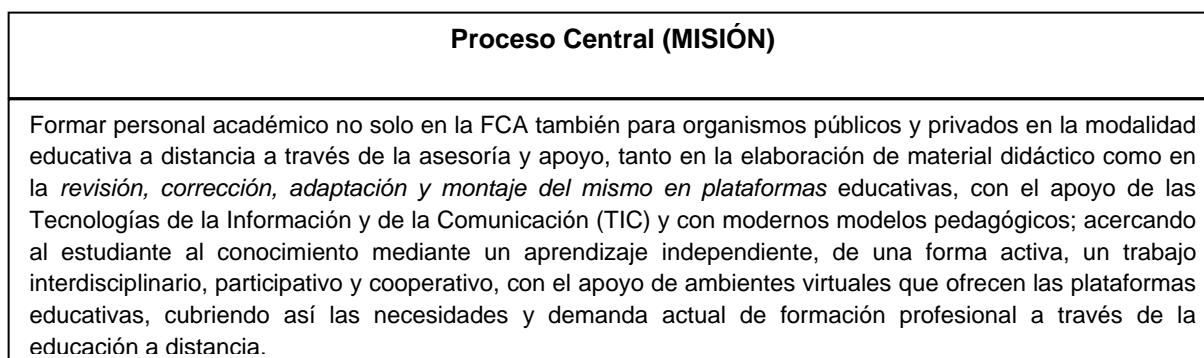 Proceso Central (MISIÓN)
Formar personal académico no solo en la FCA también para organismos públicos y privados en la modalidad
educativa a distancia a través de la asesoría y apoyo, tanto en la elaboración de material didáctico como en
la revisión, corrección, adaptación y montaje del mismo en plataformas educativas, con el apoyo de las
Tecnologías de la Información y de la Comunicación (TIC) y con modernos modelos pedagógicos; acercando
al estudiante al conocimiento mediante un aprendizaje independiente, de una forma activa, un trabajo
interdisciplinario, participativo y cooperativo, con el apoyo de ambientes virtuales que ofrecen las plataformas
educativas, cubriendo así las necesidades y demanda actual de formación profesional a través de la
educación a distancia.